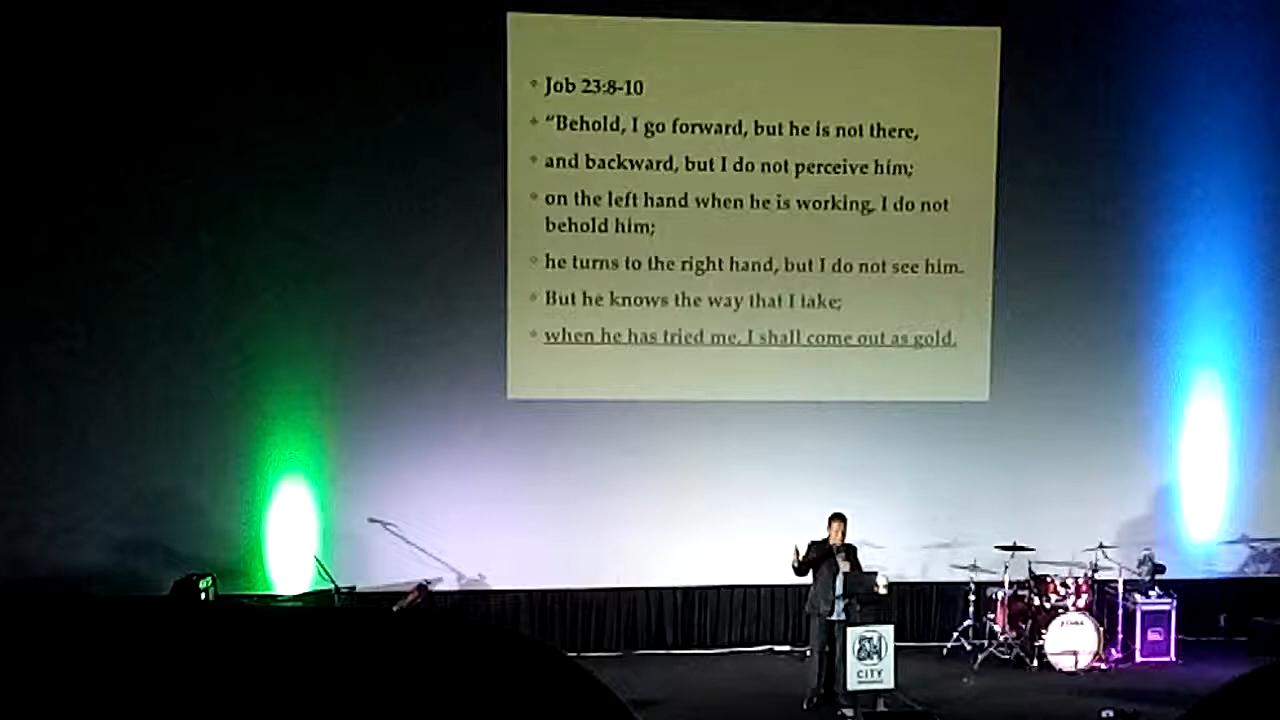 Job 23:8-10
"Behold, I go forward, but he is not there,
and backward, but I do not perceive him;
on the left hand when he is working, I do not
behold him;
he turns to the right hand, but I do not see him.
But he knows the way that I take;
when he has tried me, I shall come out as gold.
SM
CITY
TAMA